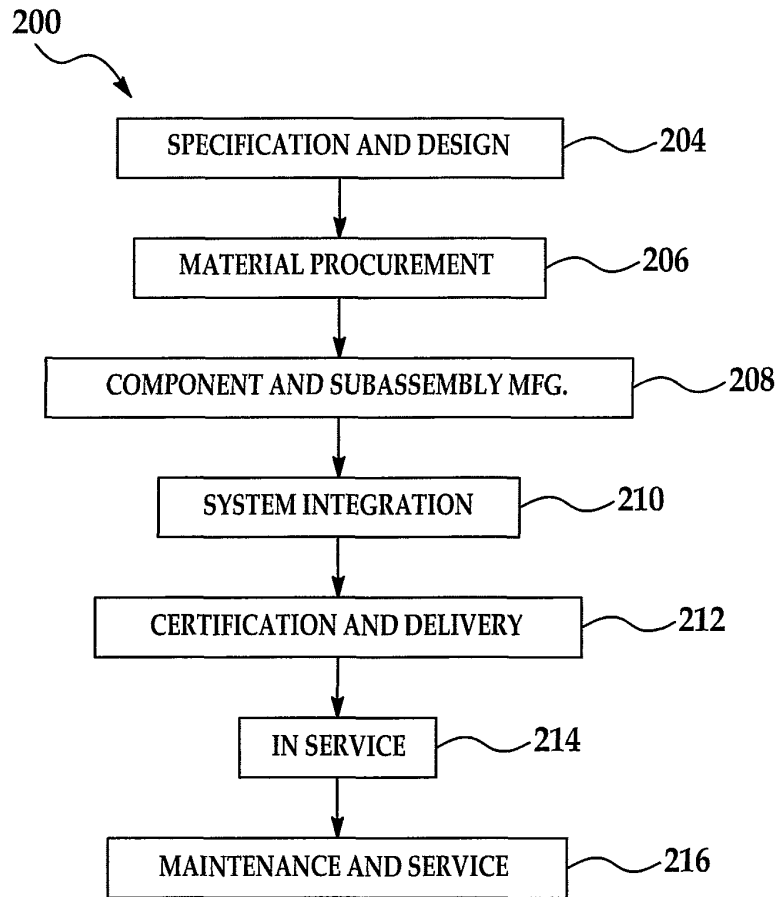 200
SPECIFICATION AND DESIGN 204
MATERIAL PROCUREMENT 206
COMPONENT AND SUBASSEMBLY MFG. 208
SYSTEM INTEGRATION 210
CERTIFICATION AND DELIVERY 212
IN SERVICE 214
MAINTENANCE AND SERVICE 216